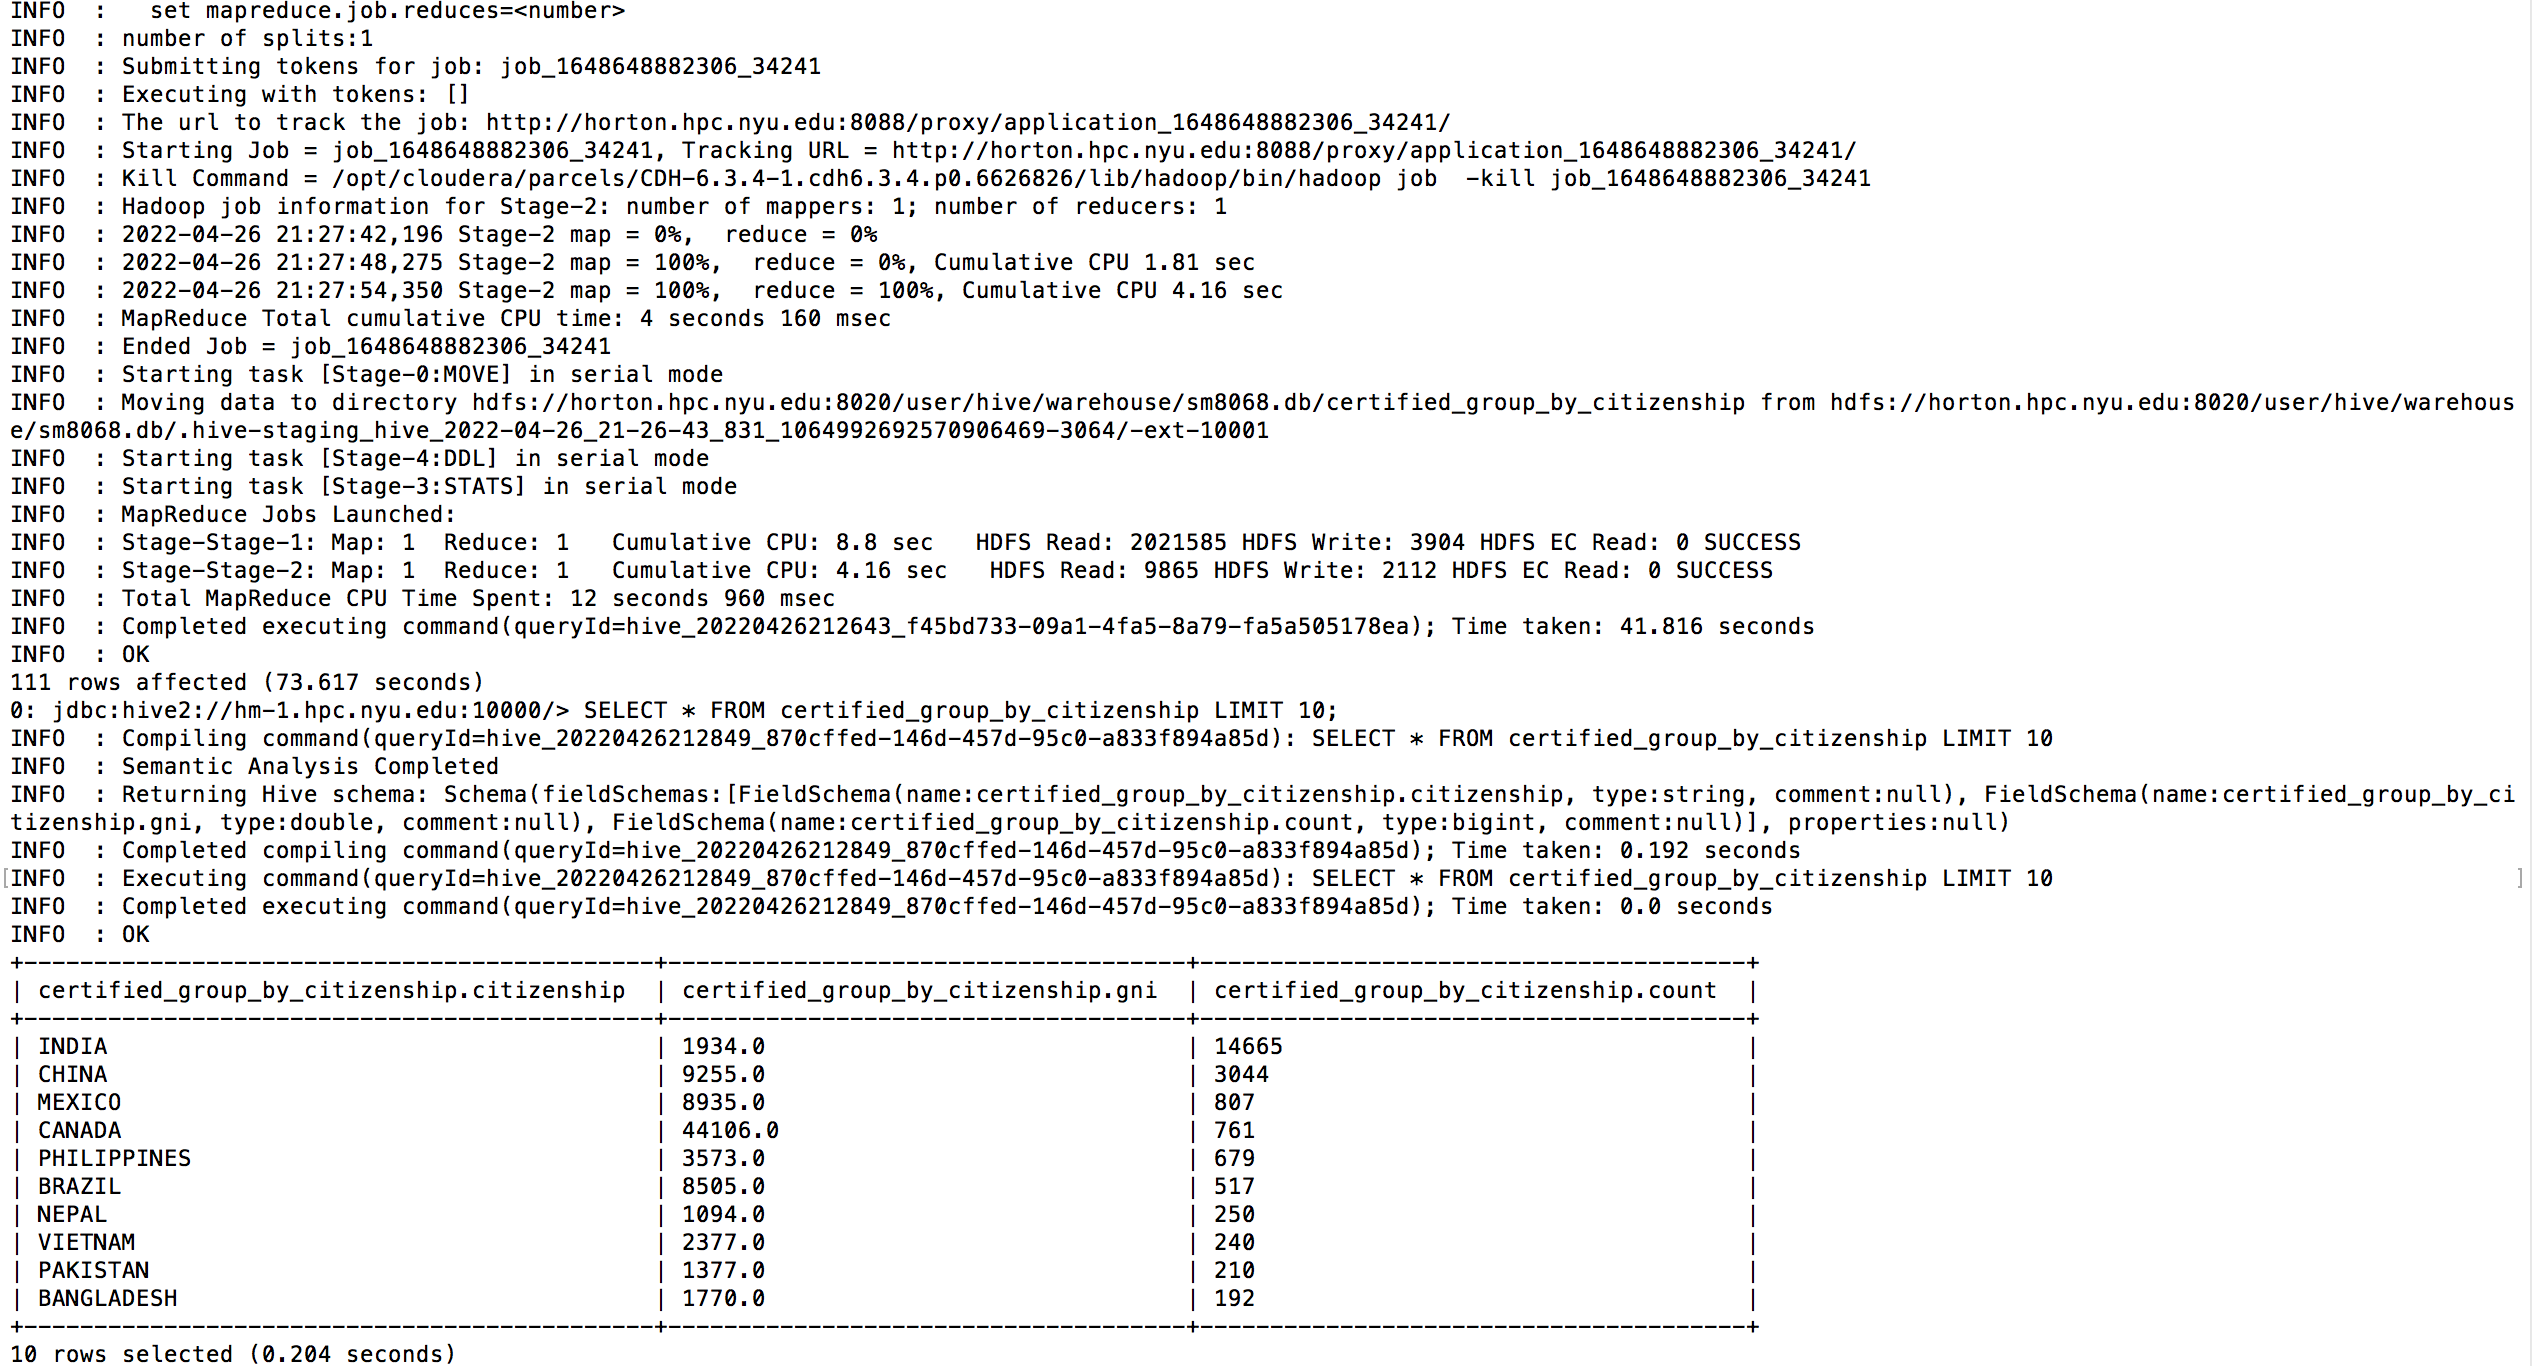 INFO  :   set mapreduce.job.reduces=<number>
INFO  : number of splits:1
INFO  : Submitting tokens for job: job_1648648882306_34241
INFO  : Executing with tokens: []
INFO  : The url to track the job: http://horton.hpc.nyu.edu:8088/proxy/application_1648648882306_34241/
INFO  : Starting Job = job_1648648882306_34241, Tracking URL = http://horton.hpc.nyu.edu:8088/proxy/application_1648648882306_34241/
INFO  : Kill Command = /opt/cloudera/parcels/CDH-6.3.4-1.cdh6.3.4.p0.6626826/lib/hadoop/bin/hadoop job  -kill job_1648648882306_34241
INFO  : Hadoop job information for Stage-2: number of mappers: 1; number of reducers: 1
INFO  : 2022-04-26 21:27:42,196 Stage-2 map = 0%,  reduce = 0%
INFO  : 2022-04-26 21:27:48,275 Stage-2 map = 100%,  reduce = 0%, Cumulative CPU 1.81 sec
INFO  : 2022-04-26 21:27:54,350 Stage-2 map = 100%,  reduce = 100%, Cumulative CPU 4.16 sec
INFO  : MapReduce Total cumulative CPU time: 4 seconds 160 msec
INFO  : Ended Job = job_1648648882306_34241
INFO  : Starting task [Stage-0:MOVE] in serial mode
INFO  : Moving data to directory hdfs://horton.hpc.nyu.edu:8020/user/hive/warehouse/sm8068.db/certified_group_by_citizenship from hdfs://horton.hpc.nyu.edu:8020/user/hive/warehous
e/sm8068.db/.hive-staging_hive_2022-04-26_21-26-43_831_1064992692570906469-3064/-ext-10001
INFO  : Starting task [Stage-4:DDL] in serial mode
INFO  : Starting task [Stage-3:STATS] in serial mode
INFO  : MapReduce Jobs Launched:
INFO  : Stage-Stage-1: Map: 1  Reduce: 1   Cumulative CPU: 8.8 sec   HDFS Read: 2021585 HDFS Write: 3904 HDFS EC Read: 0 SUCCESS
INFO  : Stage-Stage-2: Map: 1  Reduce: 1   Cumulative CPU: 4.16 sec   HDFS Read: 9865 HDFS Write: 2112 HDFS EC Read: 0 SUCCESS
INFO  : Total MapReduce CPU Time Spent: 12 seconds 960 msec
INFO  : Completed executing command(queryId=hive_20220426212643_f45bd733-09a1-4fa5-8a79-fa5a505178ea); Time taken: 41.816 seconds
INFO  : OK
111 rows affected (73.617 seconds)
0: jdbc:hive2://hm-1.hpc.nyu.edu:10000/> SELECT * FROM certified_group_by_citizenship LIMIT 10;
INFO  : Compiling command(queryId=hive_20220426212849_870cffed-146d-457d-95c0-a833f894a85d): SELECT * FROM certified_group_by_citizenship LIMIT 10
INFO  : Semantic Analysis Completed
INFO  : Returning Hive schema: Schema(fieldSchemas:[FieldSchema(name:certified_group_by_citizenship.citizenship, type:string, comment:null), FieldSchema(name:certified_group_by_ci
tizenship.gni, type:double, comment:null), FieldSchema(name:certified_group_by_citizenship.count, type:bigint, comment:null)], properties:null)
INFO  : Completed compiling command(queryId=hive_20220426212849_870cffed-146d-457d-95c0-a833f894a85d); Time taken: 0.192 seconds
[INFO  : Executing command(queryId=hive_20220426212849_870cffed-146d-457d-95c0-a833f894a85d): SELECT * FROM certified_group_by_citizenship LIMIT 10 ]
INFO  : Completed executing command(queryId=hive_20220426212849_870cffed-146d-457d-95c0-a833f894a85d); Time taken: 0.0 seconds
INFO  : OK
+---------------------------------------------+-------------------------------------+---------------------------------------+
| certified_group_by_citizenship.citizenship  | certified_group_by_citizenship.gni  | certified_group_by_citizenship.count  |
+---------------------------------------------+-------------------------------------+---------------------------------------+
| INDIA                                       | 1934.0                              | 14665                                 |
| CHINA                                       | 9255.0                              | 3044                                  |
| MEXICO                                      | 8935.0                              | 807                                   |
| CANADA                                      | 44106.0                             | 761                                   |
| PHILIPPINES                                 | 3573.0                              | 679                                   |
| BRAZIL                                      | 8505.0                              | 517                                   |
| NEPAL                                       | 1094.0                              | 250                                   |
| VIETNAM                                     | 2377.0                              | 240                                   |
| PAKISTAN                                    | 1377.0                              | 210                                   |
| BANGLADESH                                  | 1770.0                              | 192                                   |
+---------------------------------------------+-------------------------------------+---------------------------------------+
10 rows selected (0.204 seconds)